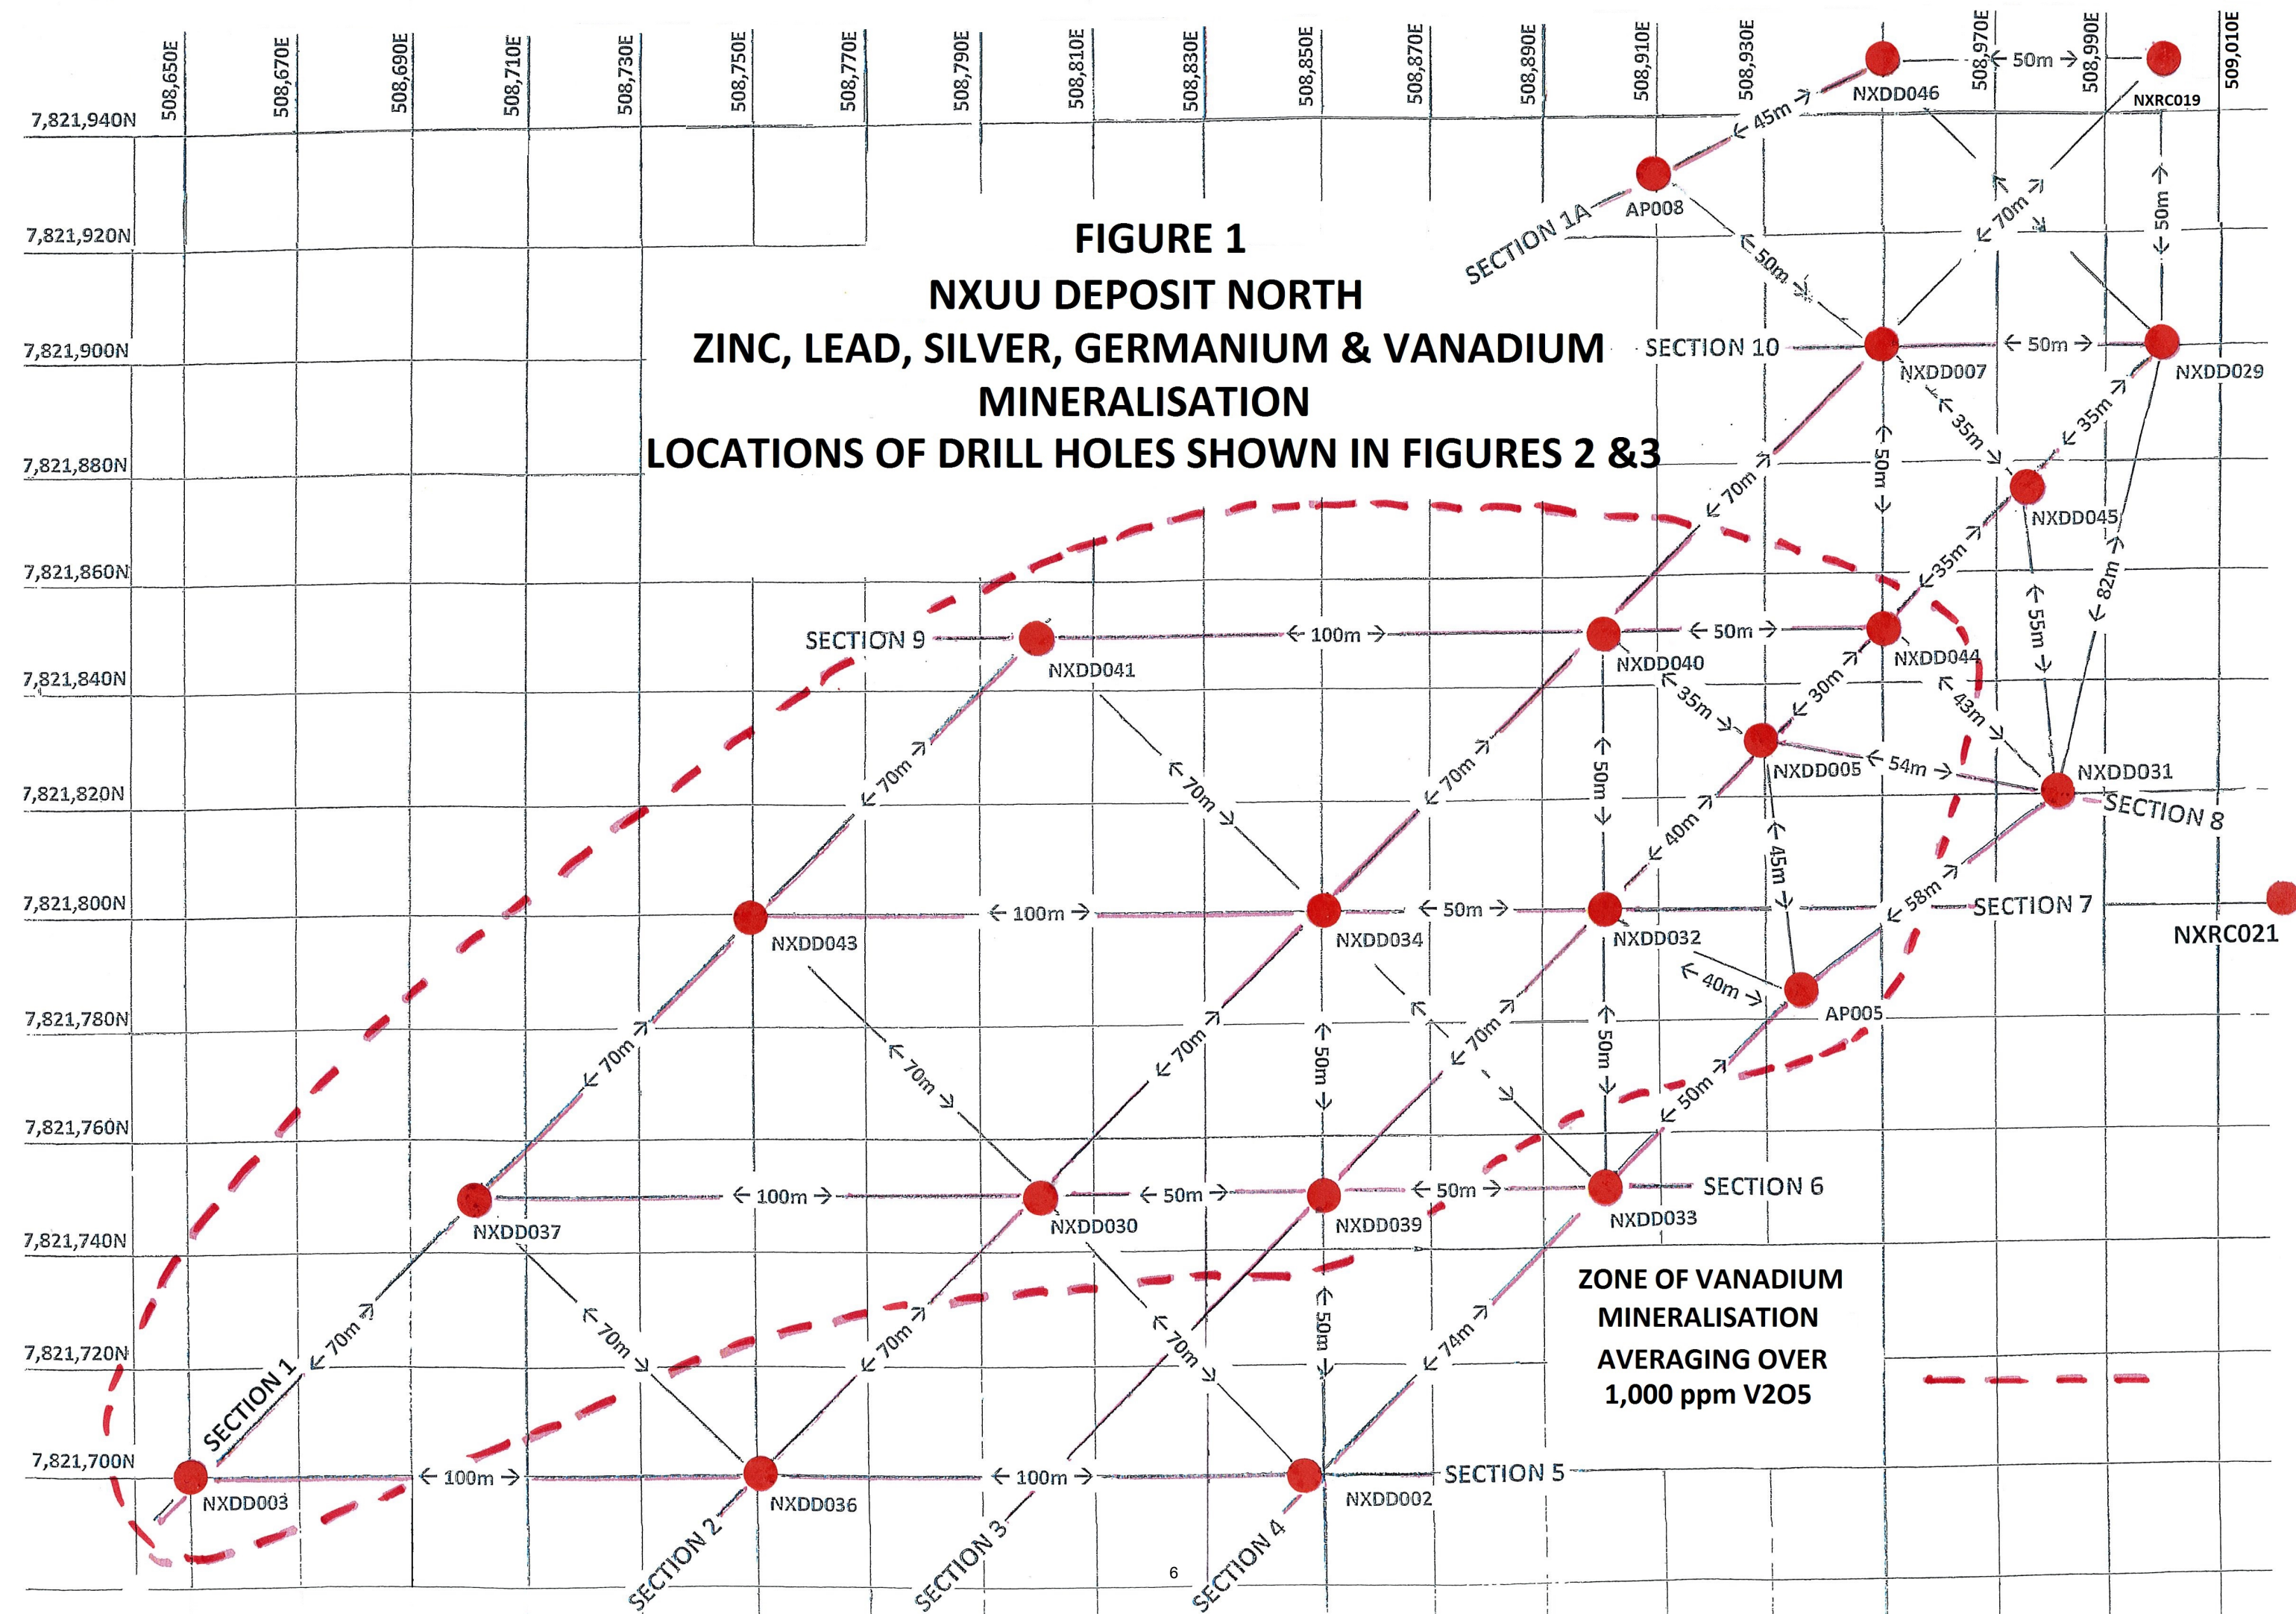 508,650E
508,670E
508,690E
508,710E
508,730E
508,750E
508,770E
508,790E
508,810E
508,830E
508,850E
508,870E
508,890E
508,910E
508,930E
508,970E
508,990E
509,010E
NXDD046
← 50m →
NXRC019
7,821,940N
← 45m →
AP008
SECTION 1A
← 70m →
← 50m →
7,821,920N
← 50m →
FIGURE 1
NXUU DEPOSIT NORTH
ZINC, LEAD, SILVER, GERMANIUM & VANADIUM
MINERALISATION
LOCATIONS OF DRILL HOLES SHOWN IN FIGURES 2 &3
7,821,900N
SECTION 10
← 50m →
NXDD007
NXDD029
← 35m →
← 35m →
7,821,880N
← 70m →
← 50m →
NXDD045
7,821,860N
← 35m →
← 55m →
← 82m →
SECTION 9
← 100m →
← 50m →
NXDD041
NXDD040
NXDD044
7,821,840N
← 35m →
← 30m →
← 43m →
← 70m →
← 70m →
← 70m →
← 50m →
NXDD005
← 54m →
NXDD031
7,821,820N
SECTION 8
← 40m →
← 45m →
← 58m →
7,821,800N
← 100m →
← 50m →
SECTION 7
NXDD043
NXDD034
NXDD032
NXRC021
← 40m →
AP005
7,821,780N
← 70m →
← 70m →
← 70m →
← 50m →
← 70m →
← 50m →
← 50m →
7,821,760N
← 100m →
← 50m →
← 50m →
SECTION 6
NXDD037
NXDD030
NXDD039
NXDD033
7,821,740N
ZONE OF VANADIUM
MINERALISATION
AVERAGING OVER
1,000 ppm V2O5
7,821,720N
← 70m →
← 70m →
← 70m →
← 70m →
← 50m →
← 74m →
SECTION 1
7,821,700N
← 100m →
← 100m →
SECTION 5
NXDD003
NXDD036
NXDD002
SECTION 2
SECTION 3
SECTION 4
6